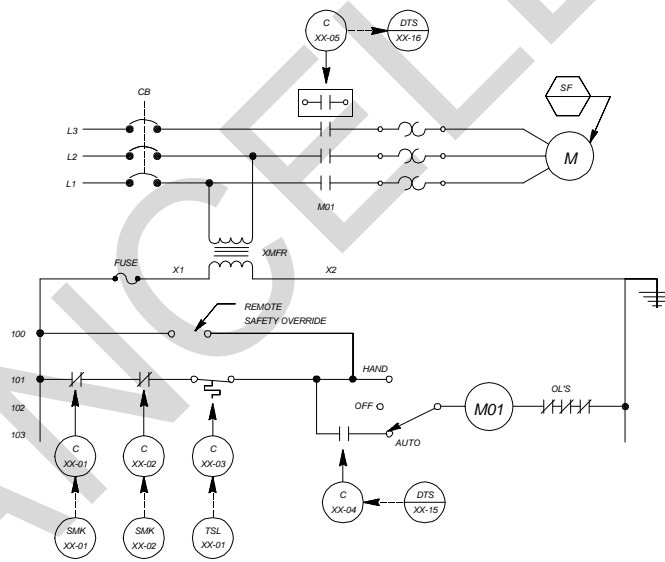 C
XX-05
DTS
XX-16
CB
SF
L3
L2
L1
M
M01
XMFR
FUSE
X1
X2
REMOTE
SAFETY OVERRIDE
100
101
102
103
HAND
OFF
AUTO
M01
OL'S
C
XX-01
C
XX-02
C
XX-03
C
XX-04
DTS
XX-15
SMK
XX-01
SMK
XX-02
TSL
XX-01
ANCELL